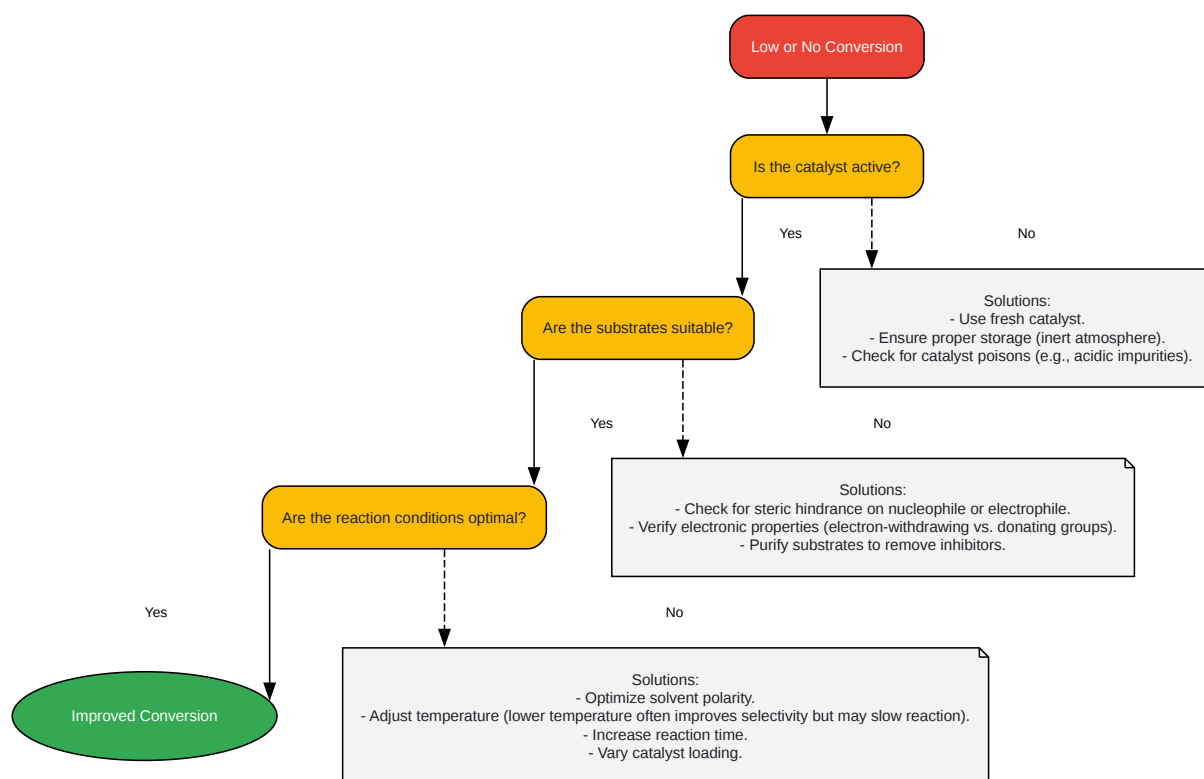 Low or No Conversion
Is the catalyst active?
Yes
No
Solutions:
- Use fresh catalyst.
- Ensure proper storage (inert atmosphere).
- Check for catalyst poisons (e.g., acidic impurities).
Are the substrates suitable?
Yes
No
Solutions:
- Check for steric hindrance on nucleophile or electrophile.
- Verify electronic properties (electron-withdrawing vs. donating groups).
- Purify substrates to remove inhibitors.
Are the reaction conditions optimal?
Yes
No
Solutions:
- Optimize solvent polarity.
- Adjust temperature (lower temperature often improves selectivity but may slow reaction).
- Increase reaction time.
- Vary catalyst loading.
Improved Conversion